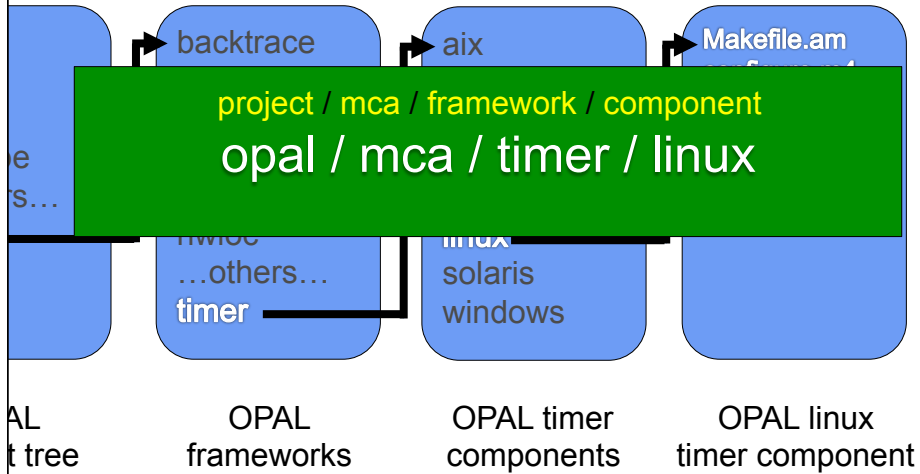 backtrace
aix
Makefile.am
project / mca / framework / component
opal / mca / timer / linux
…others…
timer
linux
solaris
windows
OPAL
frameworks
OPAL timer
components
OPAL linux
timer component
tree